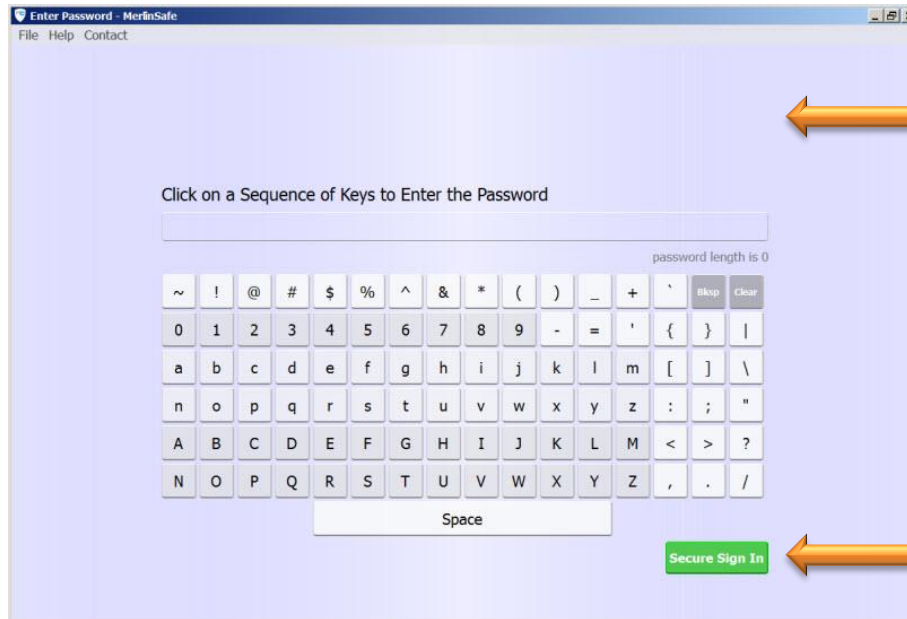 Enter Password - MerlinSafe
File Help Contact
Click on a Sequence of Keys to Enter the Password
password length is 0
~ ! @ # $ % ^ & * ( ) _ + ` Bksp Clear
0 1 2 3 4 5 6 7 8 9 - = ' { } |
a b c d e f g h i j k l m [ ] \
n o p q r s t u v w x y z : ; "
A B C D E F G H I J K L M < > ?
N O P Q R S T U V W X Y Z , . /
Space
Secure Sign In